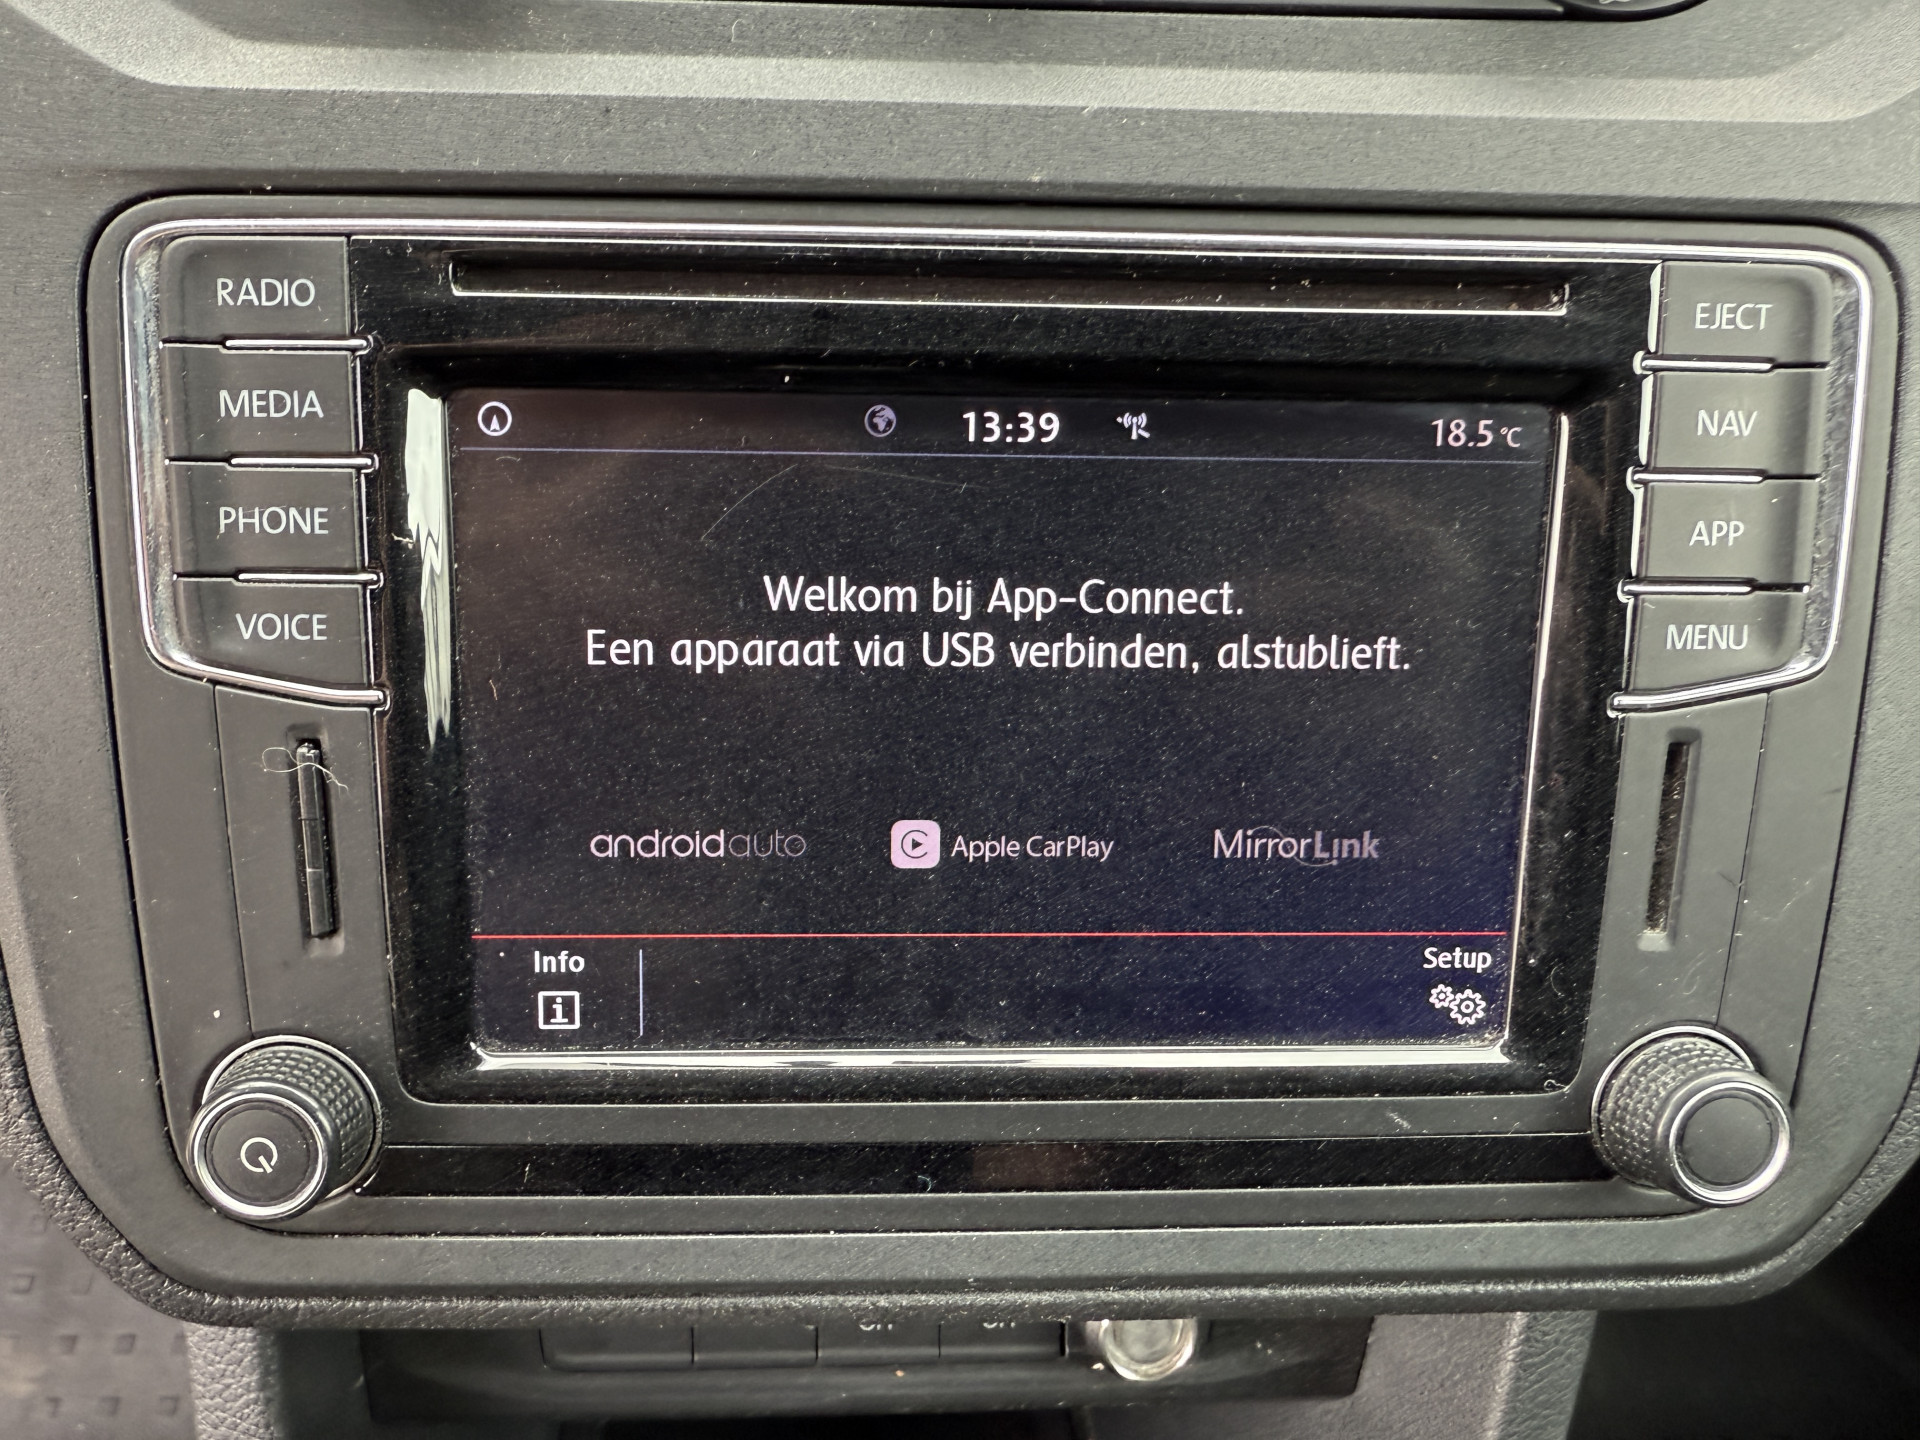 RADIO
MEDIA
PHONE
VOICE
EJECT
NAV
APP
MENU
13:39
18.5°C
Welkom bij App-Connect.
Een apparaat via USB verbinden, alstublieft.
androidauto
Apple CarPlay
MirrorLink
Info
Setup